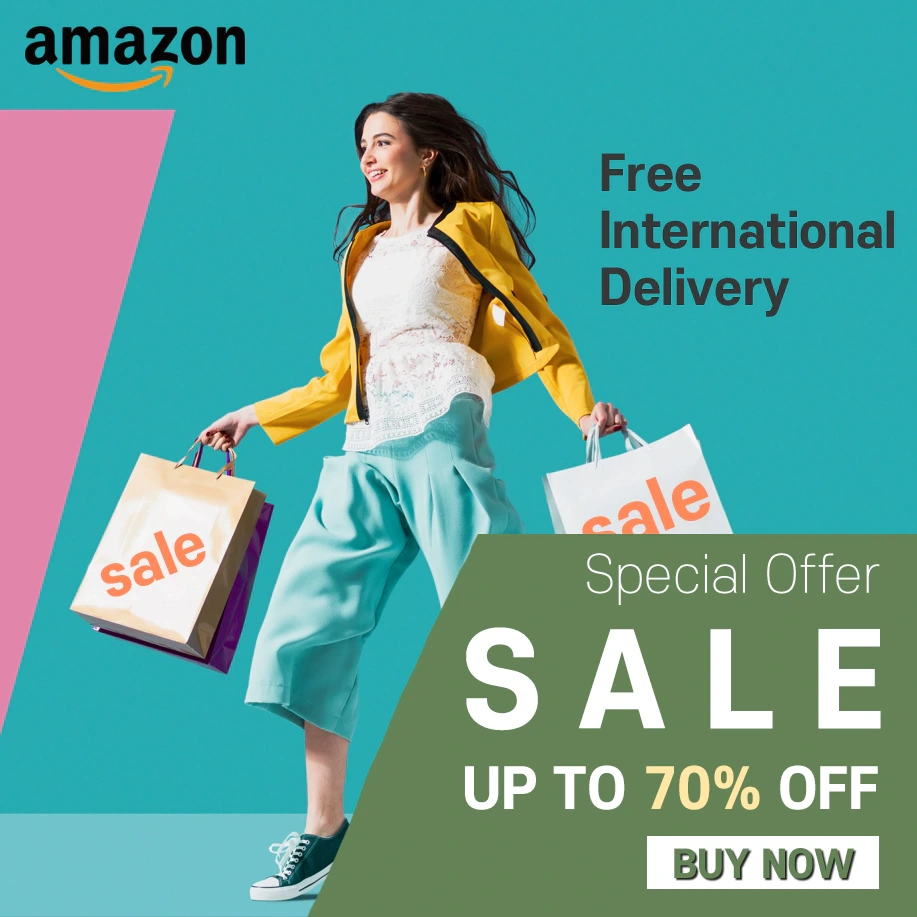 amazon
Free
International
Delivery
sale
sale
Special Offer
SALE
UP TO 70% OFF
BUY NOW